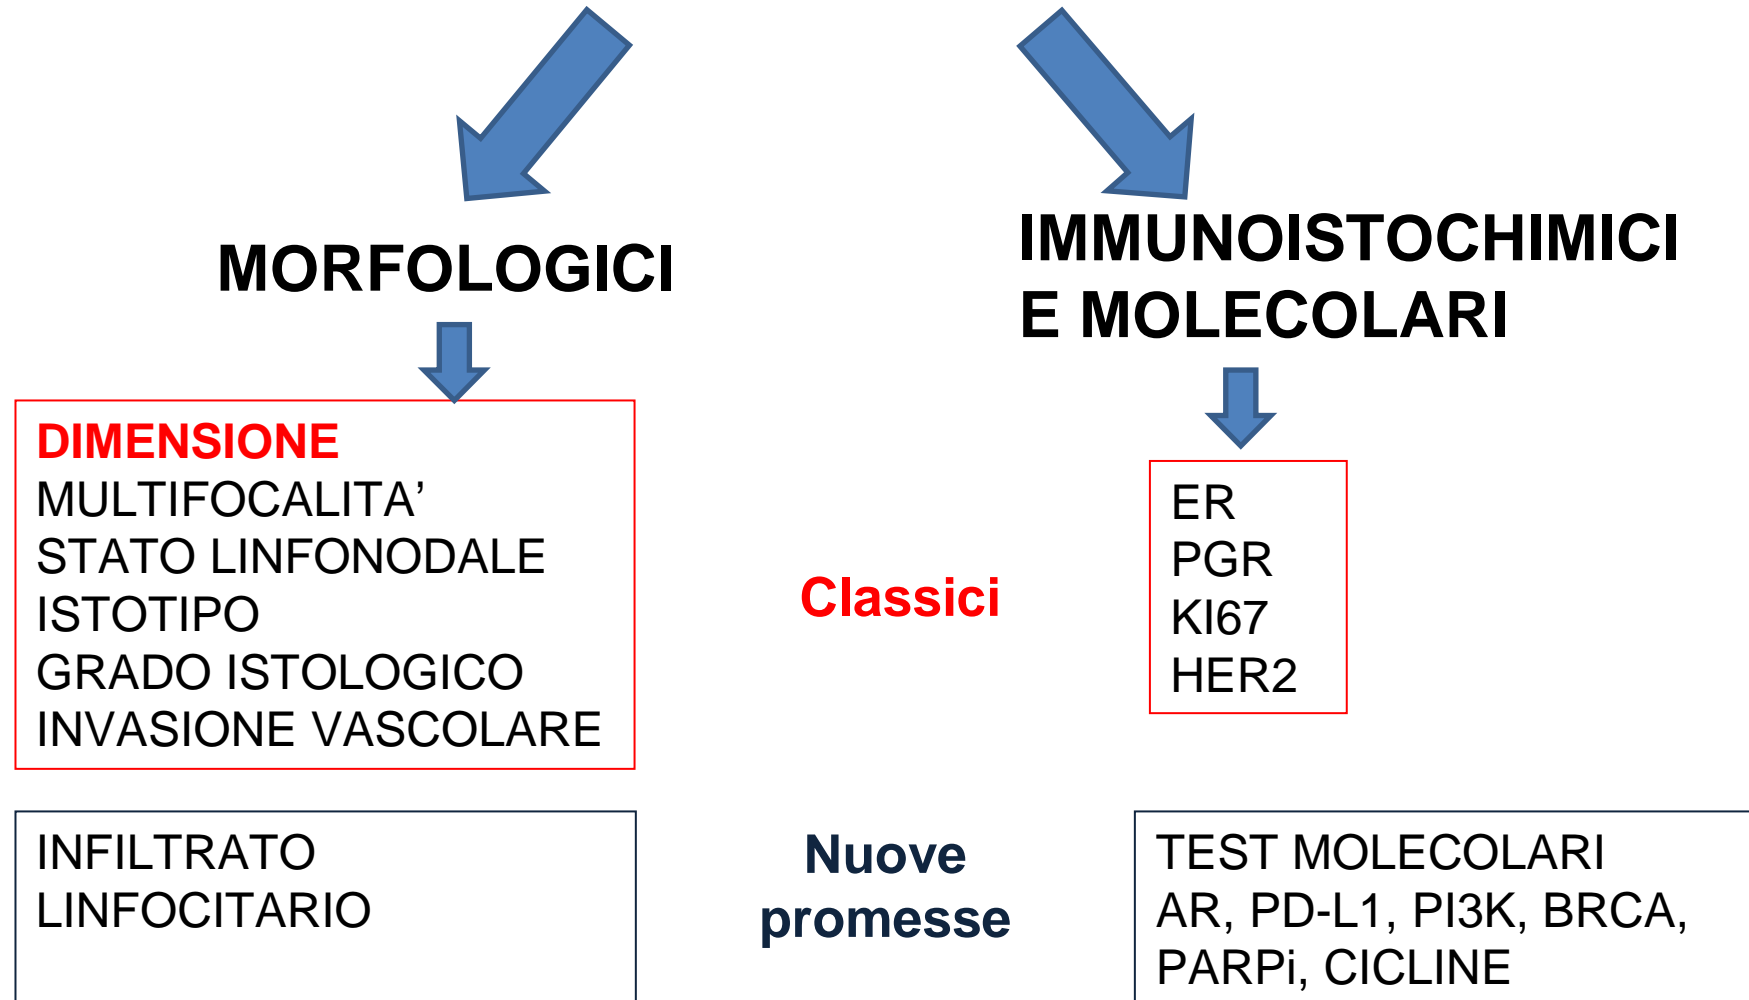 MORFOLOGICI
IMMUNOISTOCHIMICI
E MOLECOLARI
DIMENSIONE
MULTIFOCALITA’
STATO LINFONODALE
ISTOTIPO
GRADO ISTOLOGICO
INVASIONE VASCOLARE
Classici
ER
PGR
KI67
HER2
INFILTRATO
LINFOCITARIO
Nuove
promesse
TEST MOLECOLARI
AR, PD-L1, PI3K, BRCA,
PARPi, CICLINE